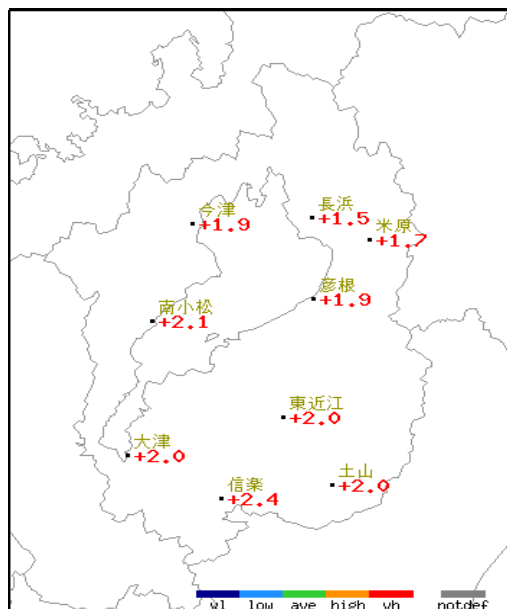 今津
+1.9
長浜
+1.5
米原
+1.7
彦根
+1.9
南小松
+2.1
東近江
+2.0
大津
+2.0
信楽
+2.4
土山
+2.0
vl low ave high vh notdef